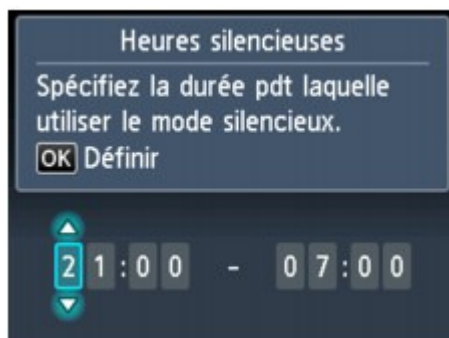 Heures silencieuses
Spécifiez la durée pdt laquelle
utiliser le mode silencieux.
OK Définir
21:00 - 07:00